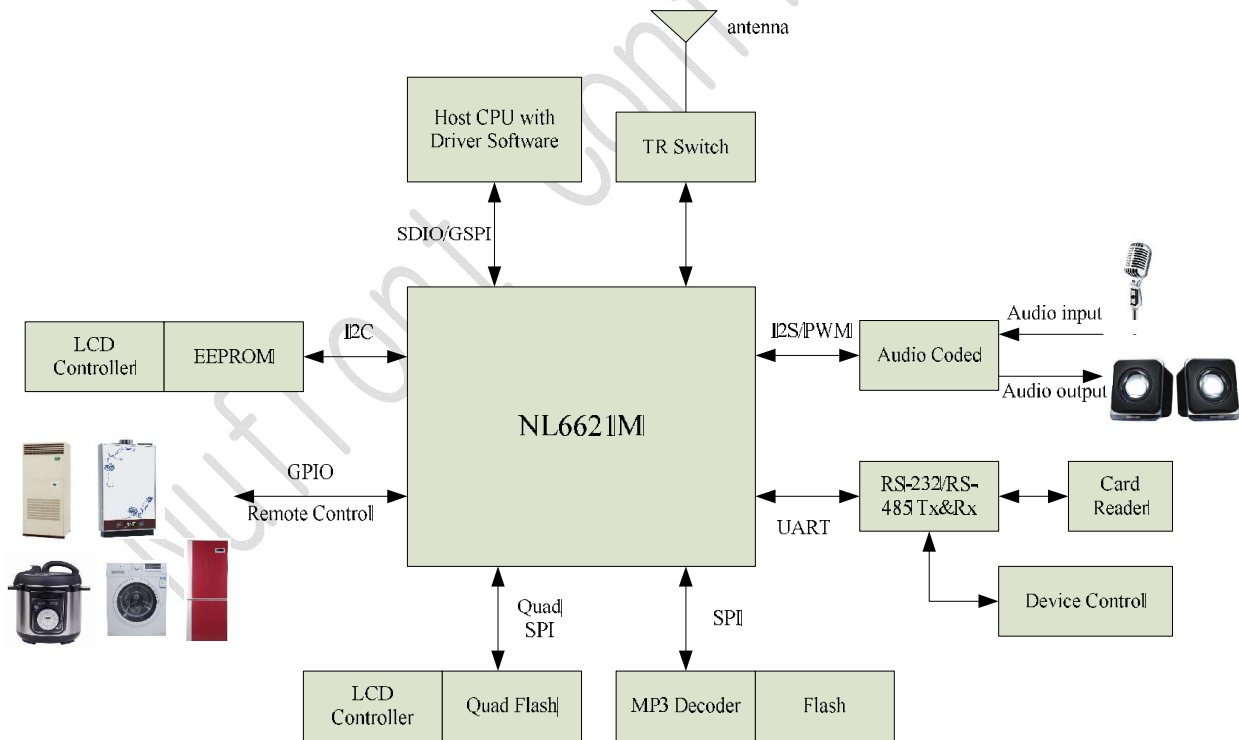 antenna
Host CPU with
Driver Software
TR Switch
SDIO/GSPI
I2C
I2S/PWM
Audio input
LCD
Controller
EEPROM
Audio Coded
Audio output
NL6621M
GPIO
Remote Control
RS-232/RS-
485 Tx&Rx
Card
Reader
UART
Device Control
Quad
SPI
SPI
LCD
Controller
Quad Flash
MP3 Decoder
Flash
Nufront con